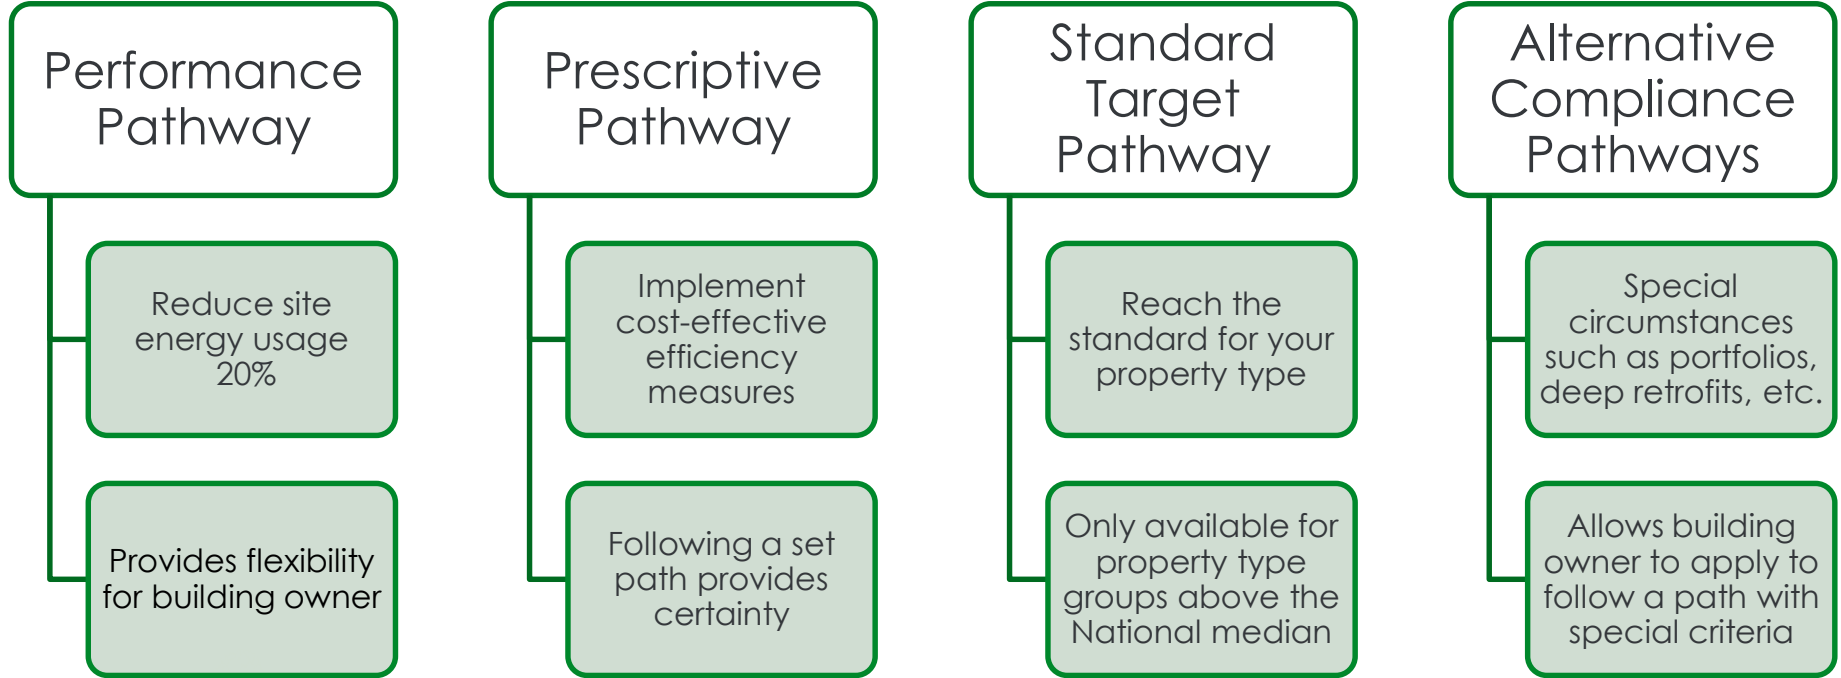 Performance
Pathway
Reduce site
energy usage
20%
Provides flexibility
for building owner
Prescriptive
Pathway
Implement
cost-effective
efficiency
measures
Following a set
path provides
certainty
Standard
Target
Pathway
Reach the
standard for your
property type
Only available for
property type
groups above the
National median
Alternative
Compliance
Pathways
Special
circumstances
such as portfolios,
deep retrofits, etc.
Allows building
owner to apply to
follow a path with
special criteria